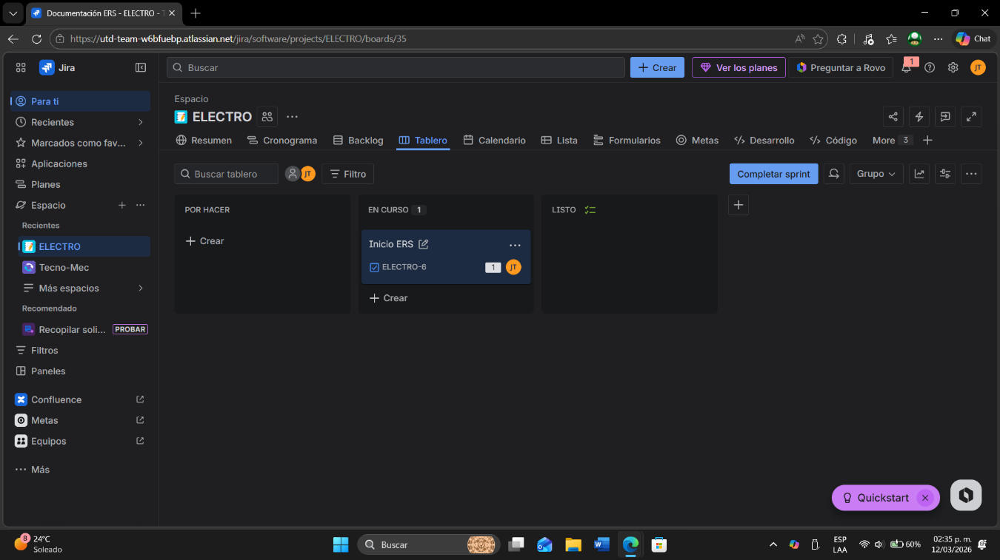 Documentación ERS - ELECTRO - T
https://utd-team-w6bfuebp.atlassian.net/jira/software/projects/ELECTRO/boards/35
Chat
Jira
Buscar
Crear
Ver los planes
Preguntar a Rovo
1
JT
Para ti
Recientes
Marcados como fav...
Aplicaciones
Planes
Espacio
Recientes
ELECTRO
Tecno-Mec
Más espacios
Recomendado
Recopilar soli... PROBAR
Filtros
Paneles
Confluence
Metas
Equipos
Más
Espacio
ELECTRO
Resumen Cronograma Backlog Tablero Calendario Lista Formularios Metas Desarrollo Código More 3
Buscar tablero
JT
Filtro
Completar sprint
Grupo
POR HACER
Crear
EN CURSO 1
Inicio ERS
ELECTRO-6 1 JT
Crear
LISTO
Quickstart
8
24°C
Soleado
Buscar
ESP
LAA
60%
02:35 p. m.
12/03/2026